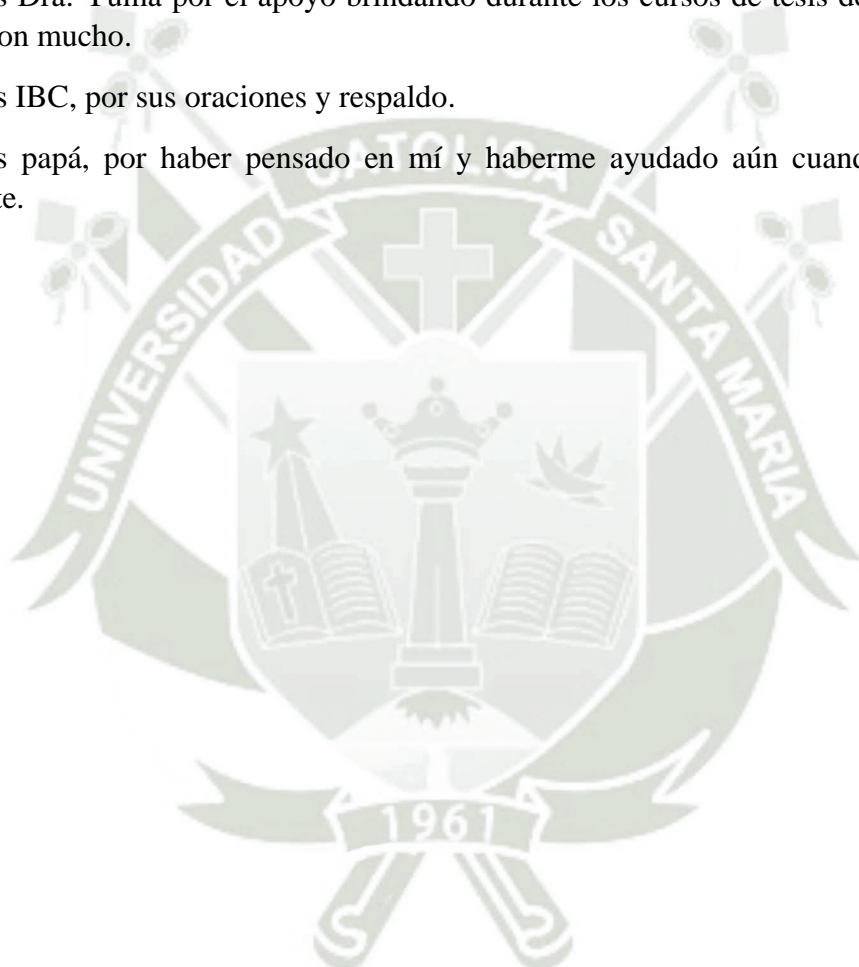 s Dra. Yuma por el apoyo brindando durante los cursos de tesis de
on mucho.
s IBC, por sus oraciones y respaldo.
s papá, por haber pensado en mí y haberme ayudado aún cuand
te.
UNIVERSIDAD CATOLICA SANTA MARIA
1961